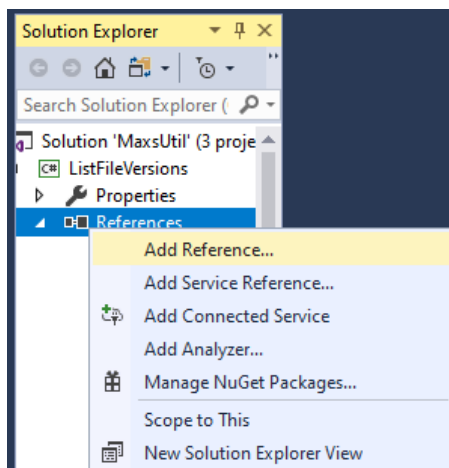 Solution Explorer
Search Solution Explorer (
Solution 'MaxsUtil' (3 proje
C# ListFileVersions
Properties
References
Add Reference...
Add Service Reference...
Add Connected Service
Add Analyzer...
Manage NuGet Packages...
Scope to This
New Solution Explorer View